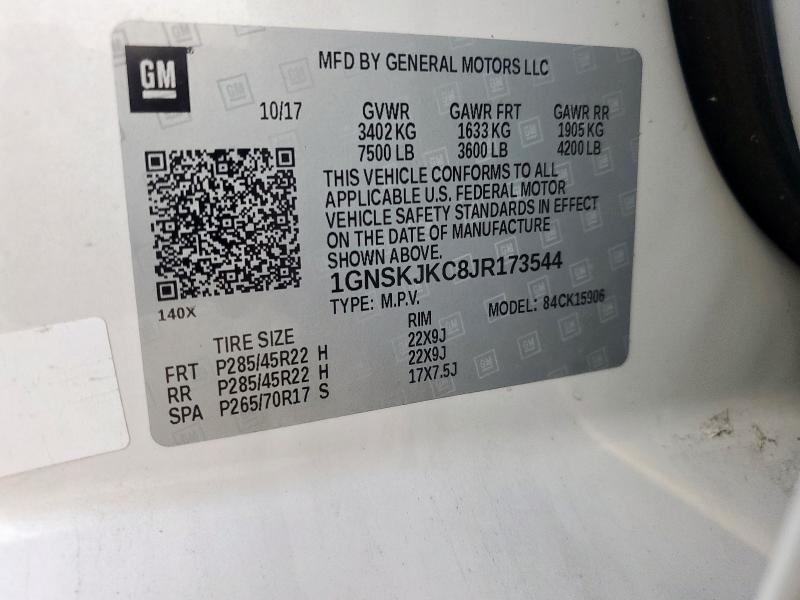 GM
MFD BY GENERAL MOTORS LLC
10/17
GVWR GAWR FRT GAWR RR
3402 KG 1633 KG 1905 KG
7500 LB 3600 LB 4200 LB
THIS VEHICLE CONFORMS TO ALL
APPLICABLE U.S. FEDERAL MOTOR
VEHICLE SAFETY STANDARDS IN EFFECT
ON THE DATE OF MANUFACTURE
SHOWN ABOVE.
1GNSKJKC8JR173544
TYPE: M.P.V. MODEL: 84CK15906
140X
TIRE SIZE RIM
FRT P285/45R22 H 22X9J
RR P285/45R22 H 22X9J
SPA P265/70R17 S 17X7.5J